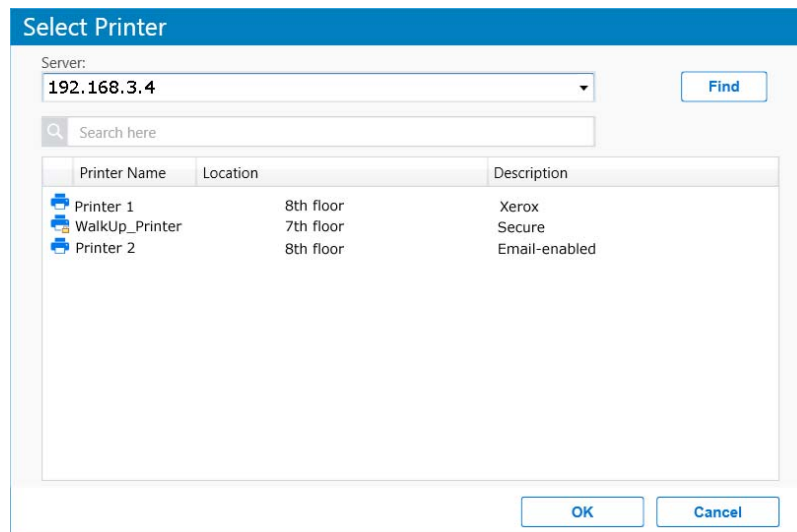 Select Printer
Server:
192.168.3.4
Find
Search here
Printer Name Location Description
Printer 1 8th floor Xerox
WalkUp_Printer 7th floor Secure
Printer 2 8th floor Email-enabled
OK Cancel